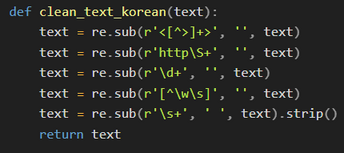 def clean_text_korean(text):
    text = re.sub(r'<[^>]+>', '', text)
    text = re.sub(r'http\S+', '', text)
    text = re.sub(r'\d+', '', text)
    text = re.sub(r'[^\w\s]', '', text)
    text = re.sub(r'\s+', ' ', text).strip()
    return text